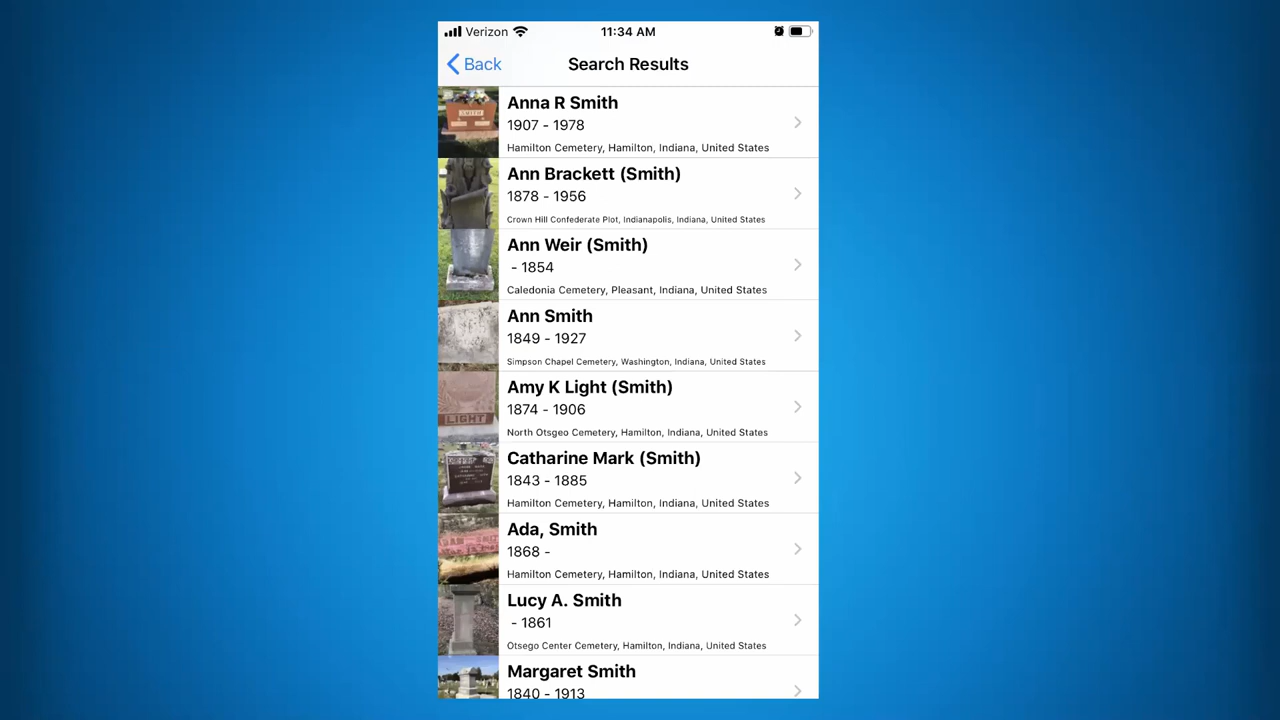 Verizon 11:34 AM
Back Search Results
SMITH
Anna R Smith
1907 - 1978
Hamilton Cemetery, Hamilton, Indiana, United States
Ann Brackett (Smith)
1878 - 1956
Crown Hill Confederate Plot, Indianapolis, Indiana, United States
Ann Weir (Smith)
- 1854
Caledonia Cemetery, Pleasant, Indiana, United States
Ann Smith
1849 - 1927
Simpson Chapel Cemetery, Washington, Indiana, United States
LIGHT
Amy K Light (Smith)
1874 - 1906
North Otsgeo Cemetery, Hamilton, Indiana, United States
Catharine Mark (Smith)
1843 - 1885
Hamilton Cemetery, Hamilton, Indiana, United States
Ada, Smith
1868 -
Hamilton Cemetery, Hamilton, Indiana, United States
Lucy A. Smith
- 1861
Otsego Center Cemetery, Hamilton, Indiana, United States
Margaret Smith
1840 - 1913